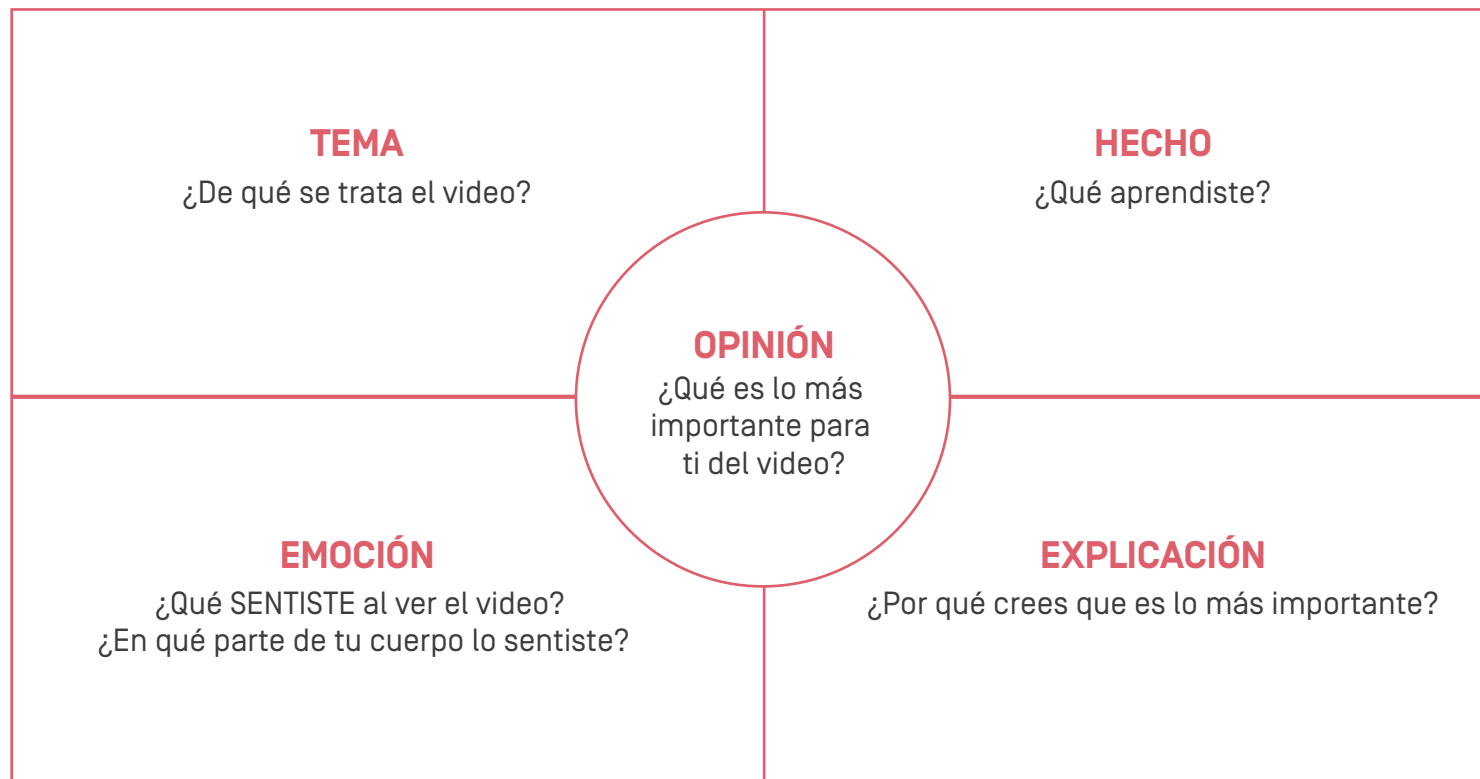 TEMA
¿De qué se trata el video?
HECHO
¿Qué aprendiste?
OPINIÓN
¿Qué es lo más
importante para
ti del video?
EMOCIÓN
¿Qué SENTISTE al ver el video?
¿En qué parte de tu cuerpo lo sentiste?
EXPLICACIÓN
¿Por qué crees que es lo más importante?